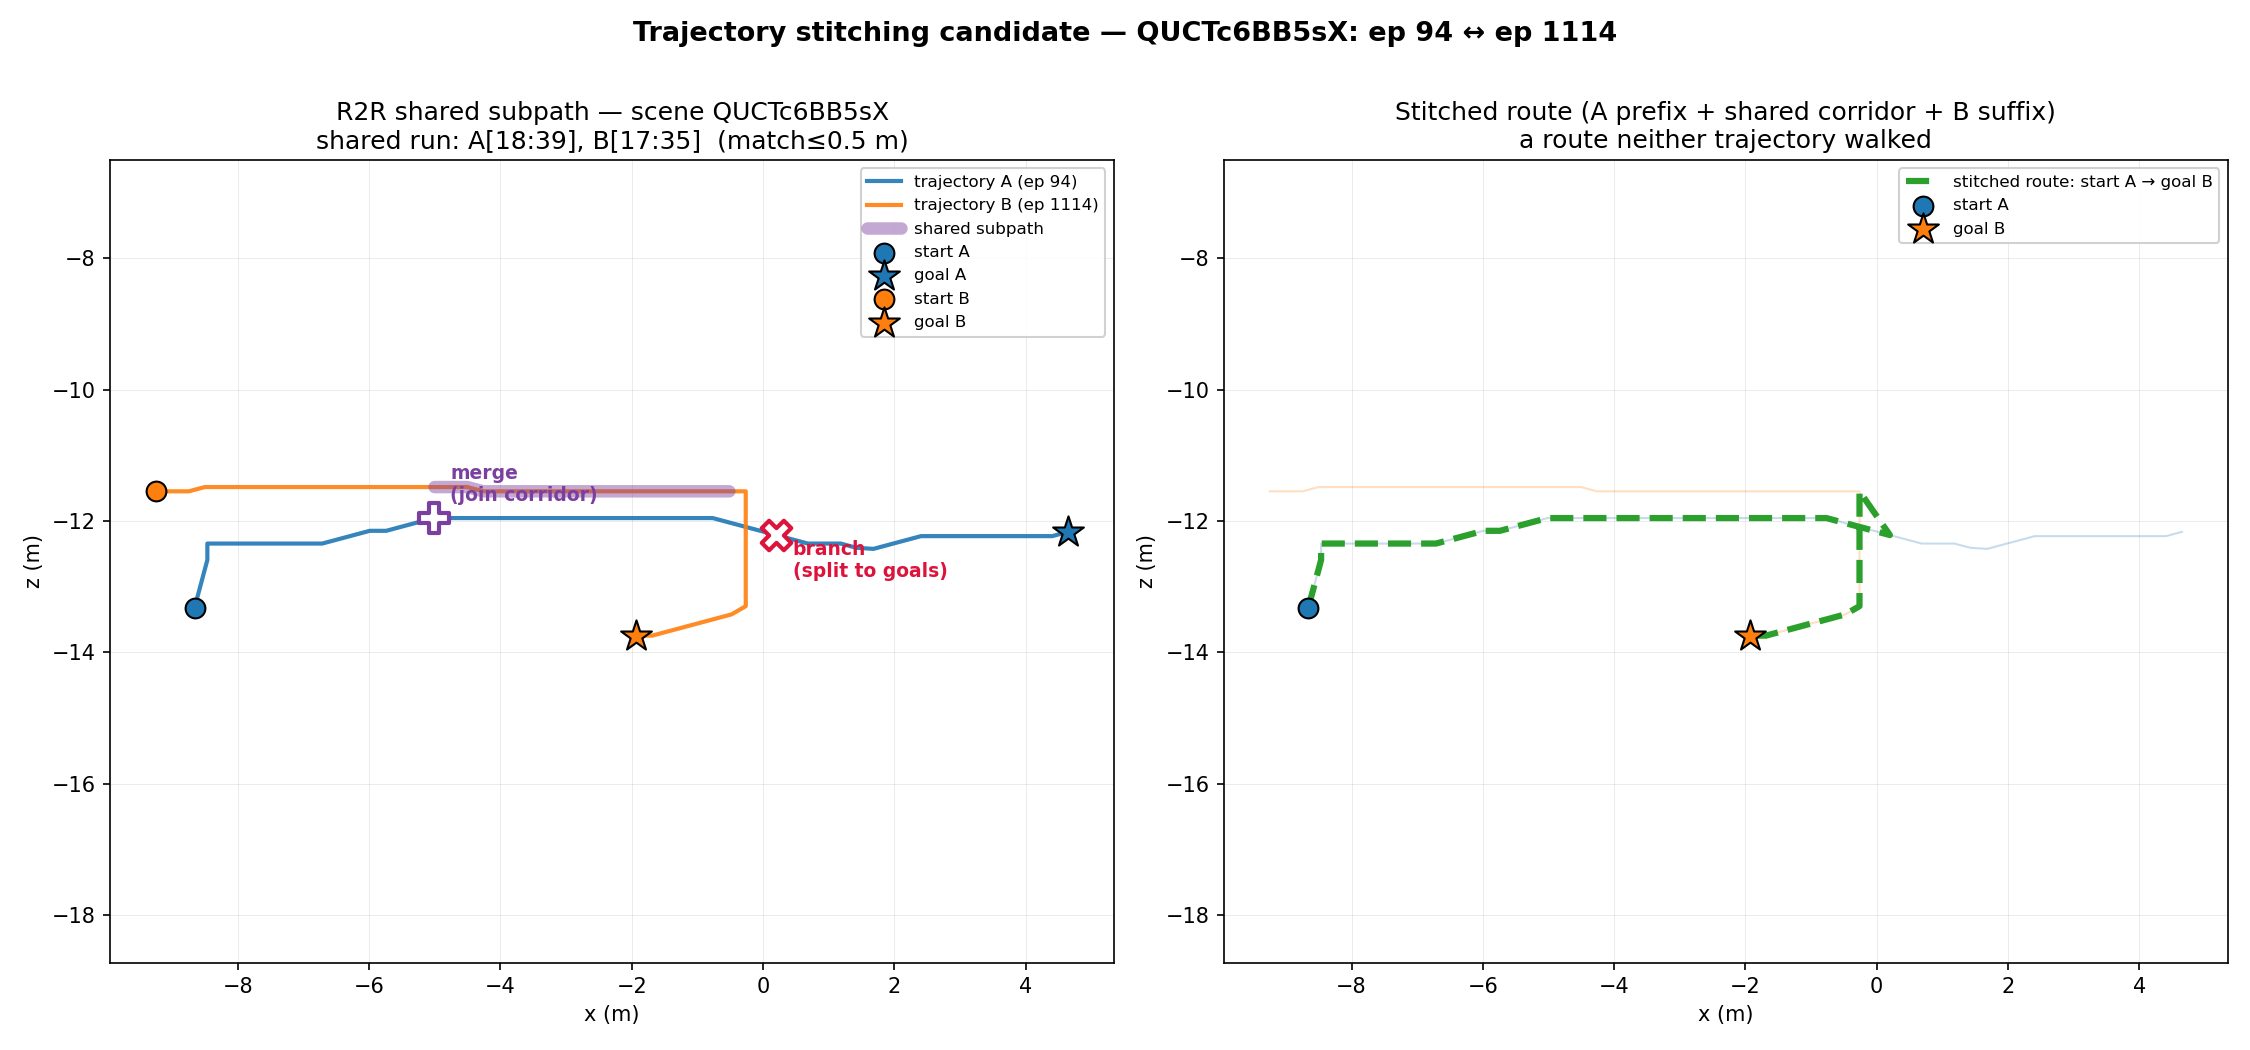 Trajectory stitching candidate — QUCTc6BB5sX: ep 94 ↔ ep 1114
R2R shared subpath — scene QUCTc6BB5sX
shared run: A[18:39], B[17:35]  (match≤0.5 m)
trajectory A (ep 94)
trajectory B (ep 1114)
shared subpath
start A
goal A
start B
goal B
merge
(join corridor)
branch
(split to goals)
−8
−10
−12
−14
−16
−18
z (m)
−8
−6
−4
−2
0
2
4
x (m)
Stitched route (A prefix + shared corridor + B suffix)
a route neither trajectory walked
stitched route: start A → goal B
start A
goal B
−8
−10
−12
−14
−16
−18
z (m)
−8
−6
−4
−2
0
2
4
x (m)